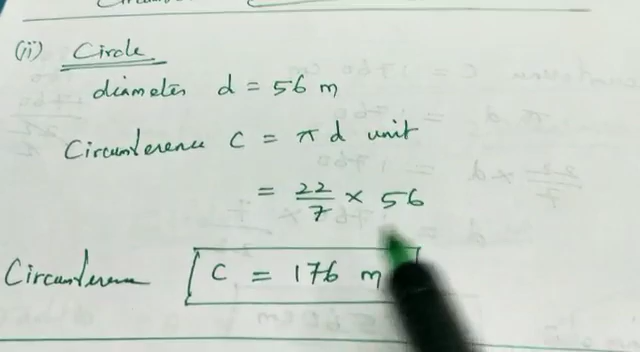 (ii) Circle
diameter d = 56 m
Circumference C = π d unit
= 22/7 × 56
Circumference C = 176 m